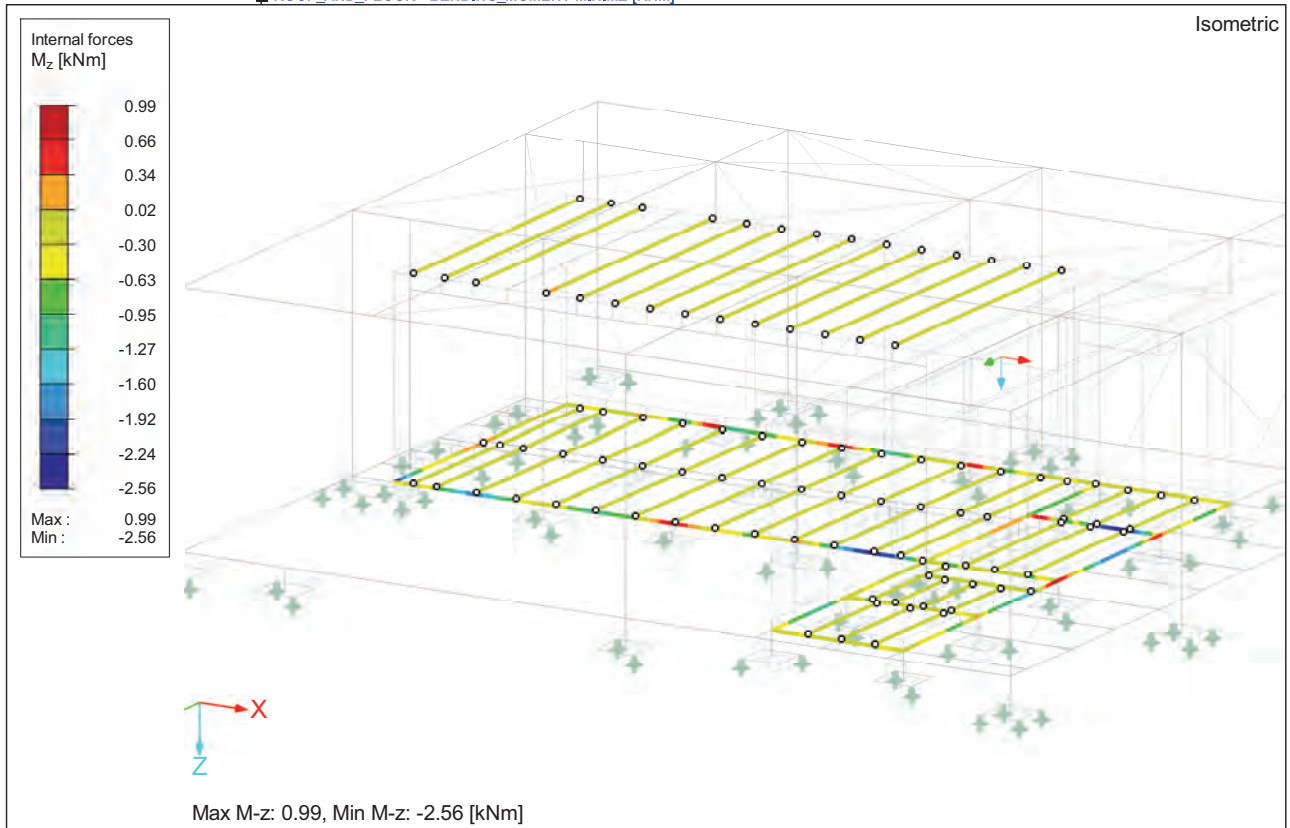 Isometric
Internal forces
Mz [kNm]
0.99
0.66
0.34
0.02
-0.30
-0.63
-0.95
-1.27
-1.60
-1.92
-2.24
-2.56
Max : 0.99
Min : -2.56
X
Z
Max M-z: 0.99, Min M-z: -2.56 [kNm]